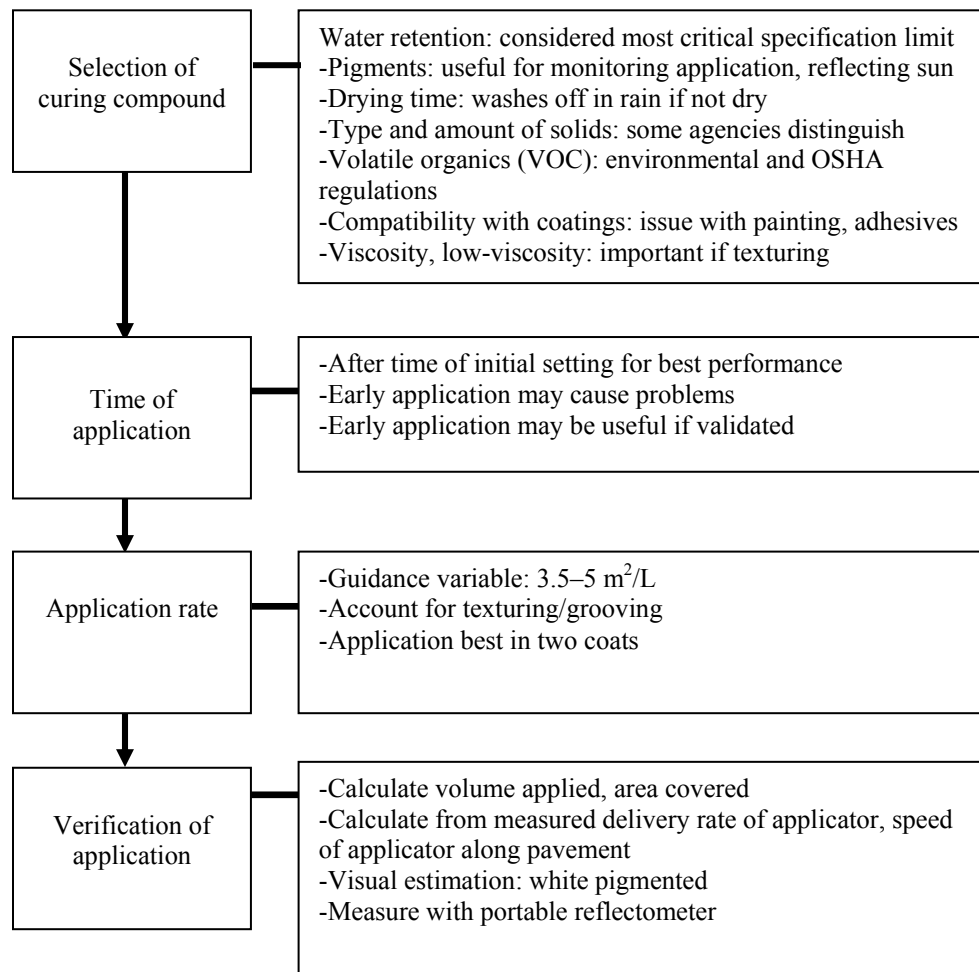 Selection of
curing compound
Water retention: considered most critical specification limit
-Pigments: useful for monitoring application, reflecting sun
-Drying time: washes off in rain if not dry
-Type and amount of solids: some agencies distinguish
-Volatile organics (VOC): environmental and OSHA
regulations
-Compatibility with coatings: issue with painting, adhesives
-Viscosity, low-viscosity: important if texturing
Time of
application
-After time of initial setting for best performance
-Early application may cause problems
-Early application may be useful if validated
Application rate
-Guidance variable: 3.5–5 m²/L
-Account for texturing/grooving
-Application best in two coats
Verification of
application
-Calculate volume applied, area covered
-Calculate from measured delivery rate of applicator, speed
of applicator along pavement
-Visual estimation: white pigmented
-Measure with portable reflectometer